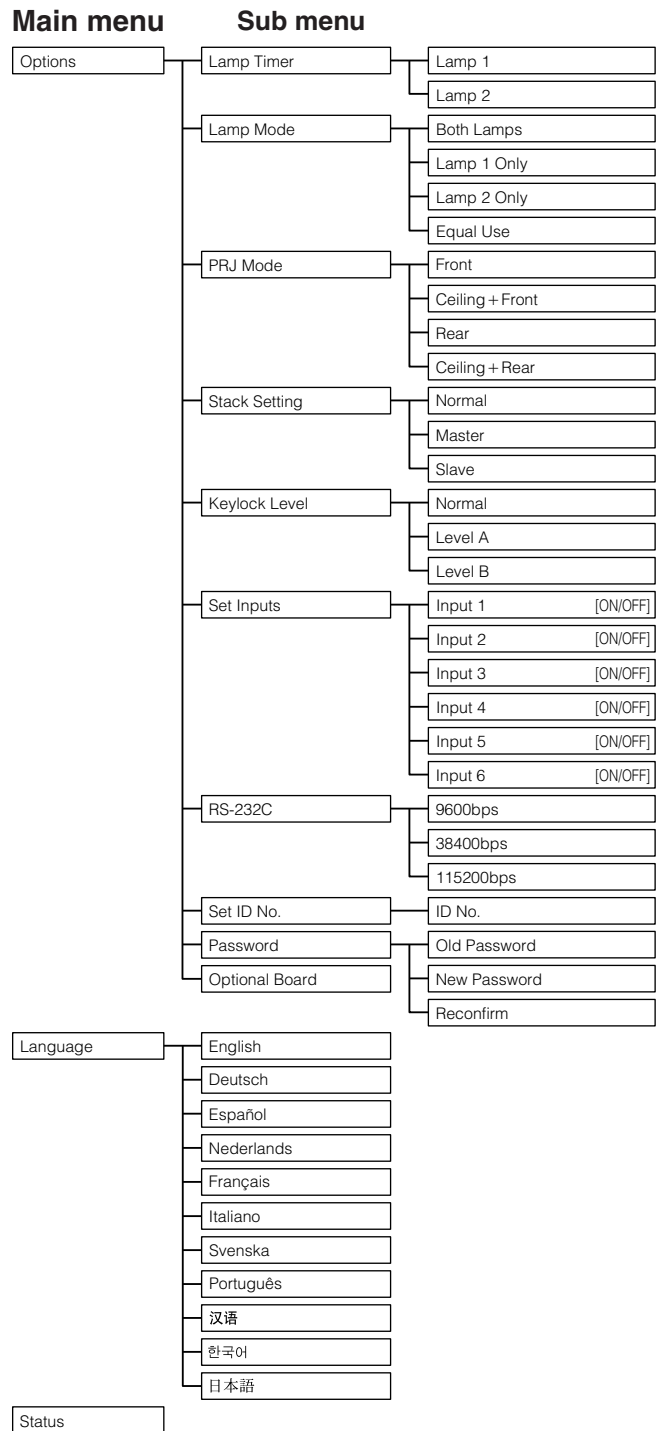 Main menu Sub menu
Options Lamp Timer Lamp 1
Lamp 2
Lamp Mode Both Lamps
Lamp 1 Only
Lamp 2 Only
Equal Use
PRJ Mode Front
Ceiling+Front
Rear
Ceiling+Rear
Stack Setting Normal
Master
Slave
Keylock Level Normal
Level A
Level B
Set Inputs Input 1 [ON/OFF]
Input 2 [ON/OFF]
Input 3 [ON/OFF]
Input 4 [ON/OFF]
Input 5 [ON/OFF]
Input 6 [ON/OFF]
RS-232C 9600bps
38400bps
115200bps
Set ID No. ID No.
Password Old Password
Optional Board New Password
Reconfirm
Language English
Deutsch
Español
Nederlands
Français
Italiano
Svenska
Português
汉语
한국어
日本語
Status